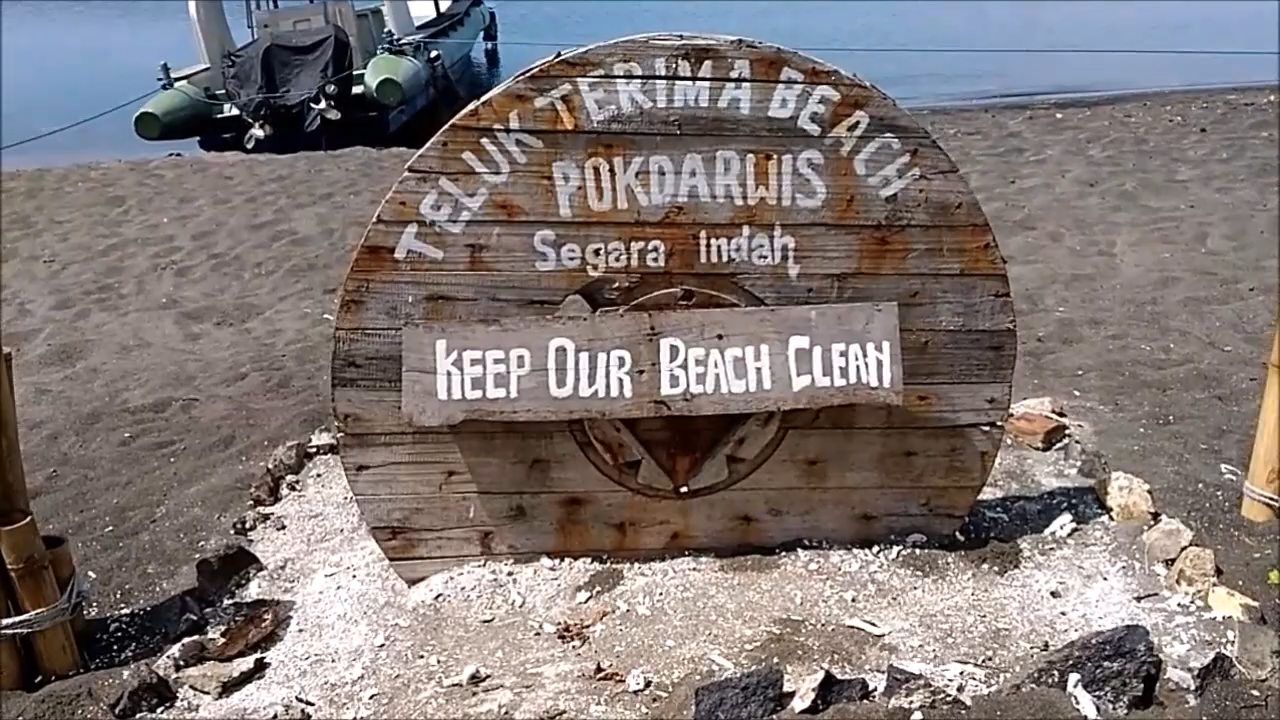 TELUK TERIMA BEACH
POKDARWIS
Segara Indah
KEEP OUR BEACH CLEAN